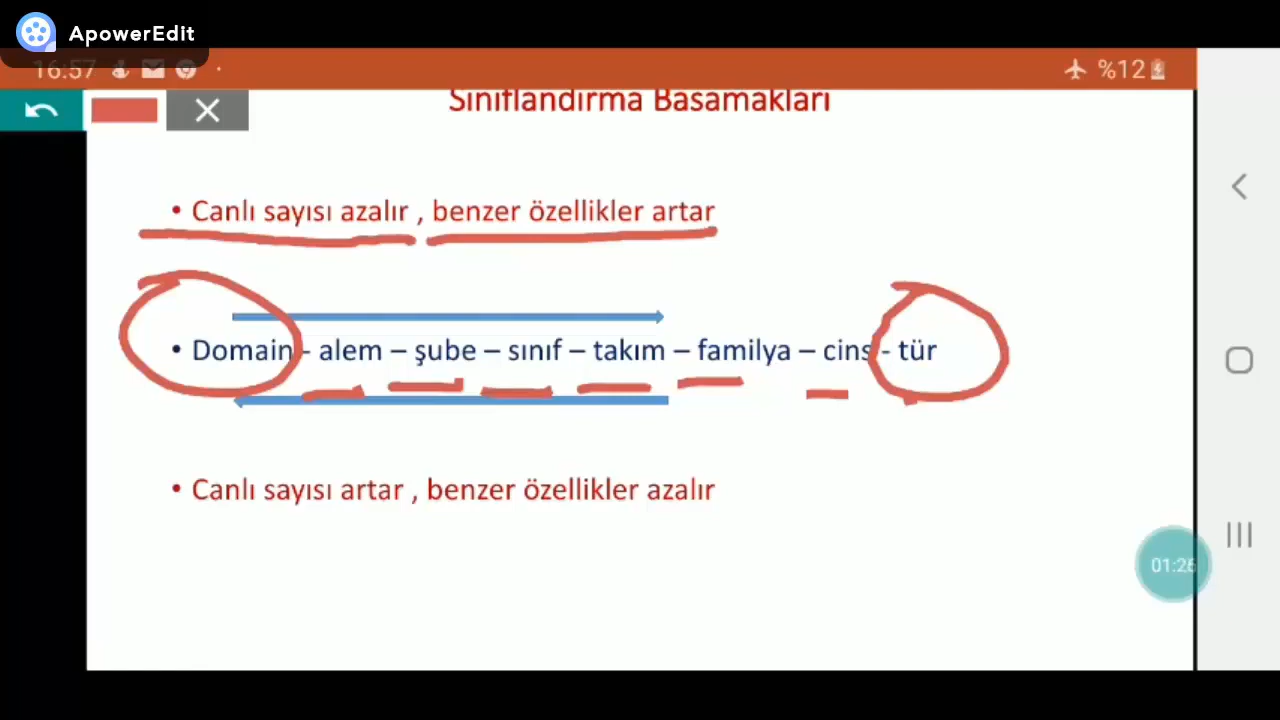 ApowerEdit
16:57
%12
Sınıflandırma Basamakları
• Canlı sayısı azalır , benzer özellikler artar
• Domain - alem – şube – sınıf – takım – familya – cins - tür
• Canlı sayısı artar , benzer özellikler azalır
01:26